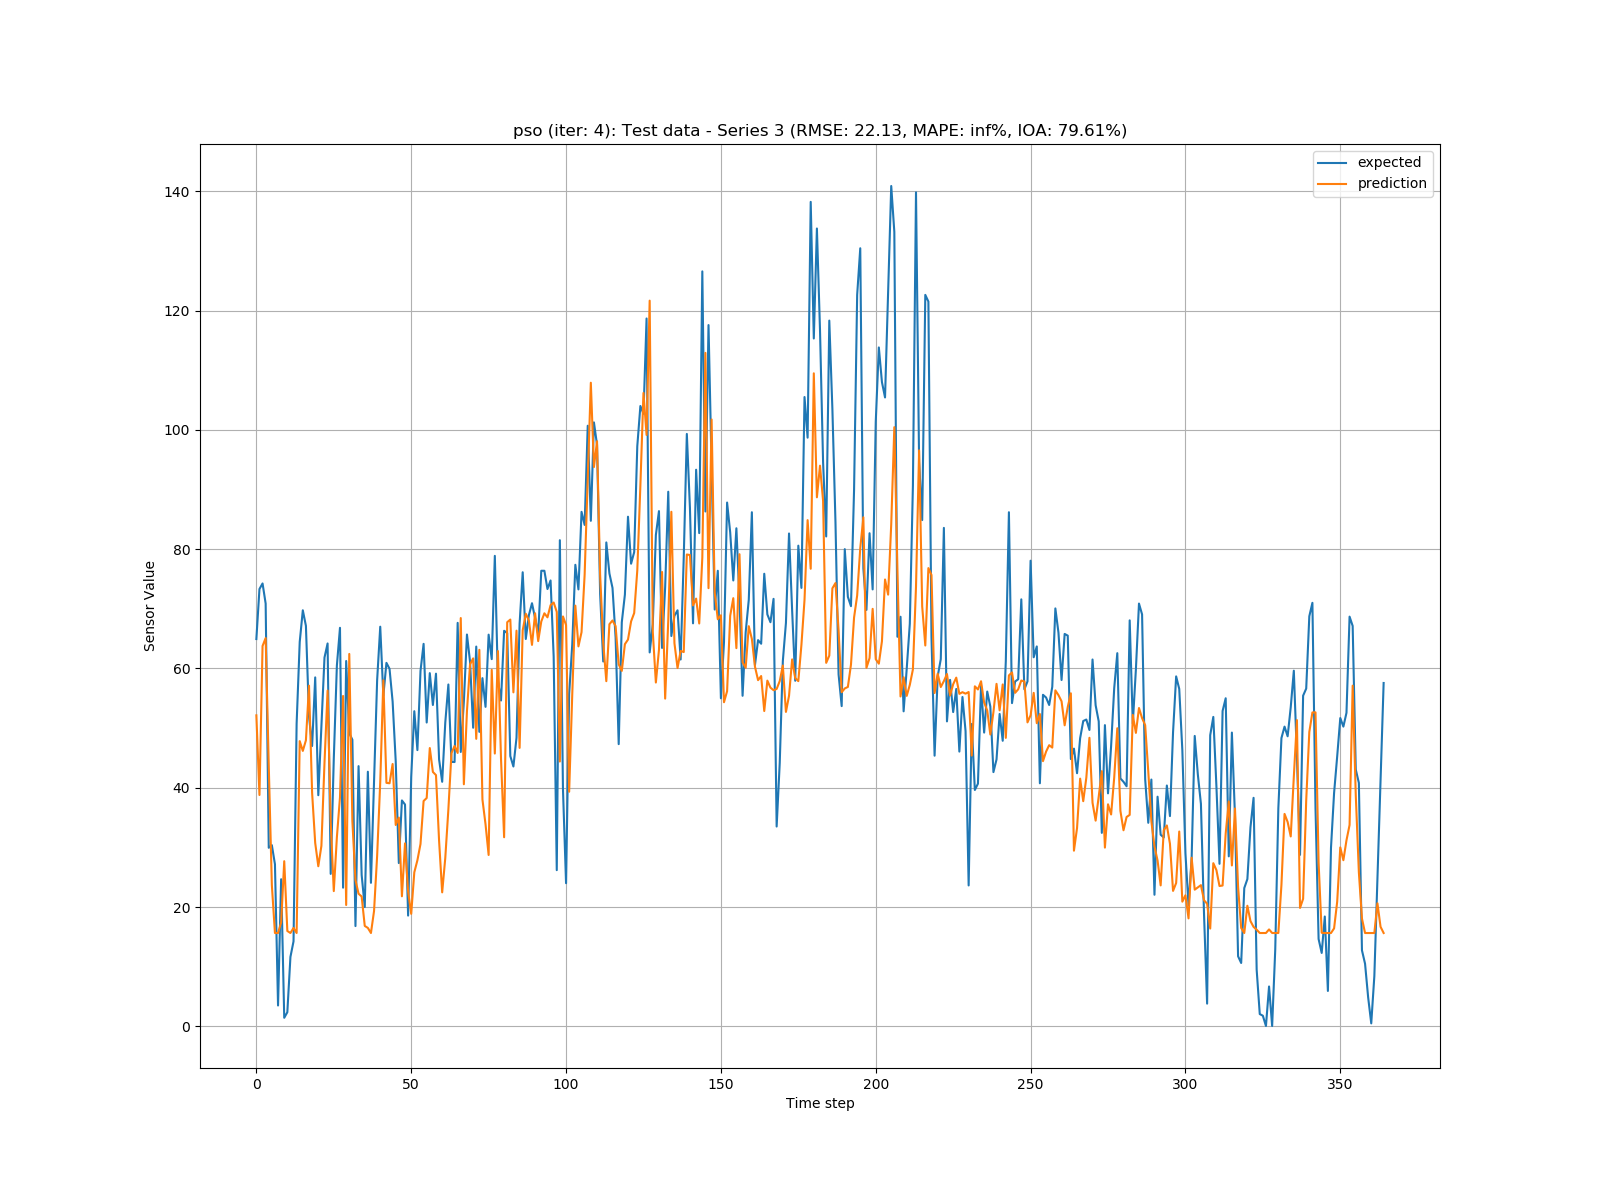 pso (iter: 4): Test data - Series 3 (RMSE: 22.13, MAPE: inf%, IOA: 79.61%)
expected
prediction
140
120
100
80
60
40
20
0
Sensor Value
0 50 100 150 200 250 300 350
Time step